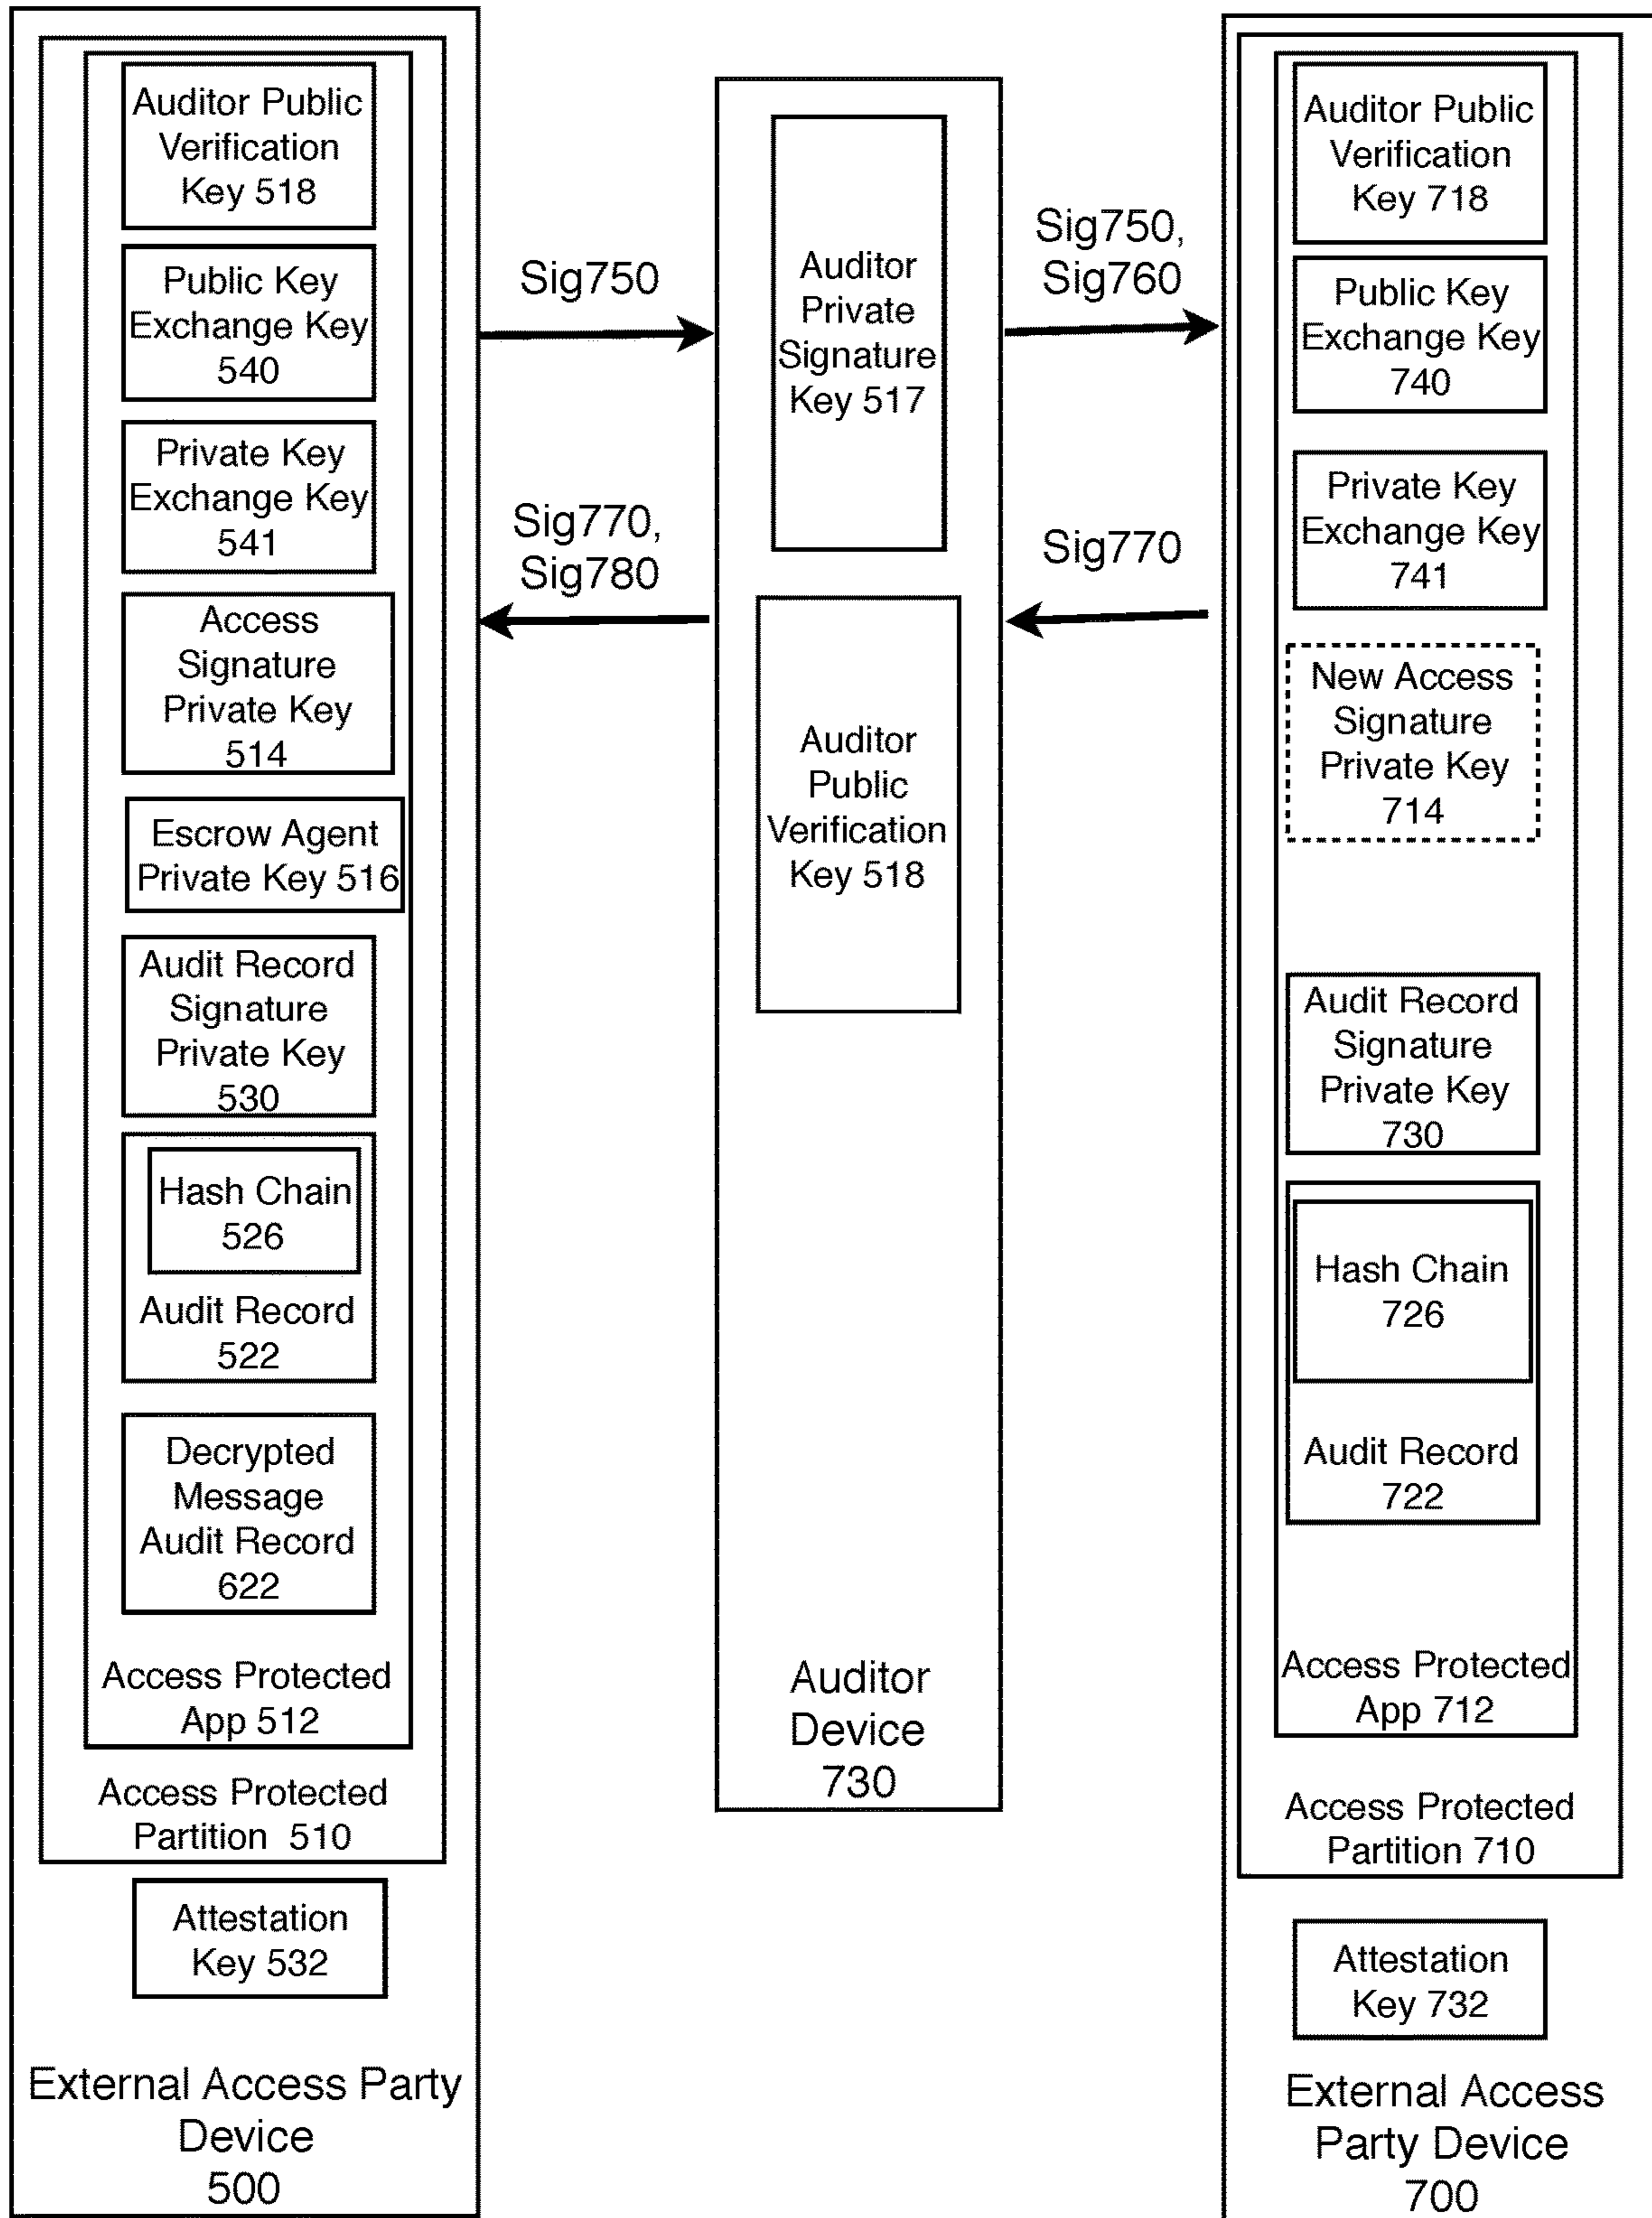 Auditor Public
Verification
Key 518
Public Key
Exchange Key
540
Private Key
Exchange Key
541
Access
Signature
Private Key
514
Escrow Agent
Private Key 516
Audit Record
Signature
Private Key
530
Hash Chain
526
Audit Record
522
Decrypted
Message
Audit Record
622
Access Protected
App 512
Access Protected
Partition 510
Attestation
Key 532
External Access Party
Device
500
Sig750
Sig770,
Sig780
Auditor
Private
Signature
Key 517
Auditor
Public
Verification
Key 518
Auditor
Device
730
Sig750,
Sig760
Sig770
Auditor Public
Verification
Key 718
Public Key
Exchange Key
740
Private Key
Exchange Key
741
New Access
Signature
Private Key
714
Audit Record
Signature
Private Key
730
Hash Chain
726
Audit Record
722
Access Protected
App 712
Access Protected
Partition 710
Attestation
Key 732
External Access
Party Device
700